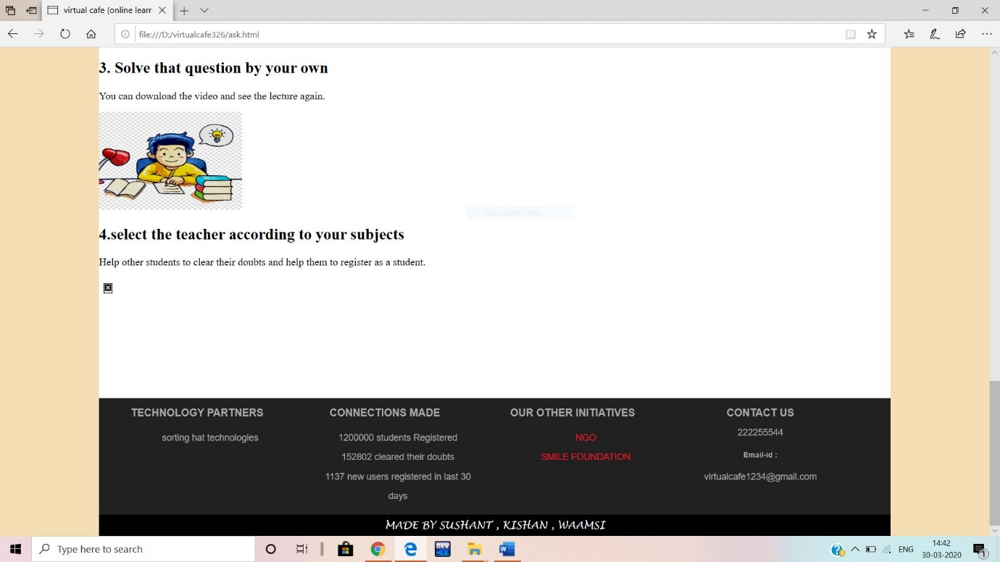 virtual cafe (online learr
file:///D:/virtualcafe326/ask.html
3. Solve that question by your own
You can download the video and see the lecture again.
4.select the teacher according to your subjects
Help other students to clear their doubts and help them to register as a student.
TECHNOLOGY PARTNERS
sorting hat technologies
CONNECTIONS MADE
1200000 students Registered
152802 cleared their doubts
1137 new users registered in last 30
days
OUR OTHER INITIATIVES
NGO
SMILE FOUNDATION
CONTACT US
222255544
Email-id :
virtualcafe1234@gmail.com
MADE BY SUSHANT , KISHAN , WAAMSI
Type here to search
DEV
W
ENG
14:42
30-03-2020
1